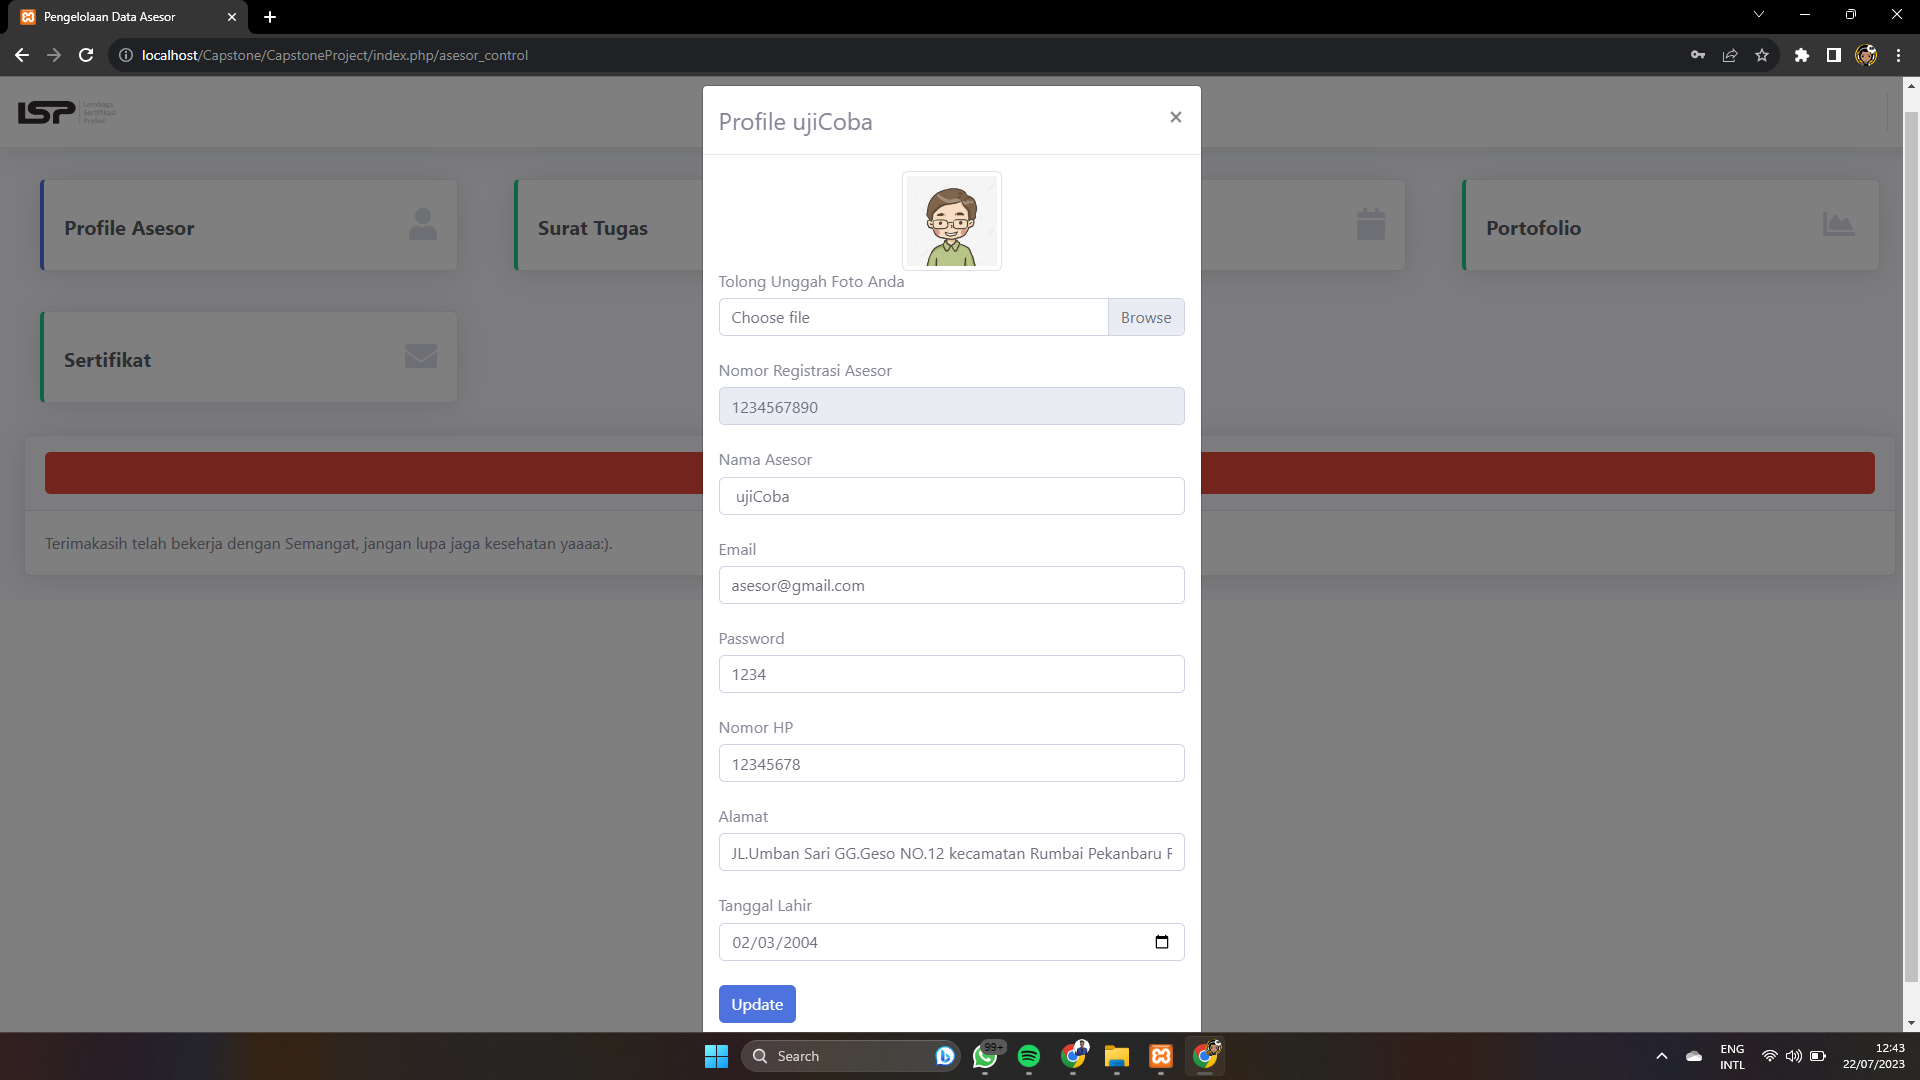 Pengelolaan Data Asesor
localhost/Capstone/CapstoneProject/index.php/asesor_control
LSP Lembaga
Sertifikasi
Profesi
Profile ujiCoba
Profile Asesor
Surat Tugas
Portofolio
Tolong Unggah Foto Anda
Choose file
Browse
Sertifikat
Nomor Registrasi Asesor
1234567890
Nama Asesor
ujiCoba
Terimakasih telah bekerja dengan Semangat, jangan lupa jaga kesehatan yaaaa:).
Email
asesor@gmail.com
Password
1234
Nomor HP
12345678
Alamat
JL.Umban Sari GG.Geso NO.12 kecamatan Rumbai Pekanbaru
Tanggal Lahir
02/03/2004
Update
Search
99+
ENG
INTL
12:43
22/07/2023